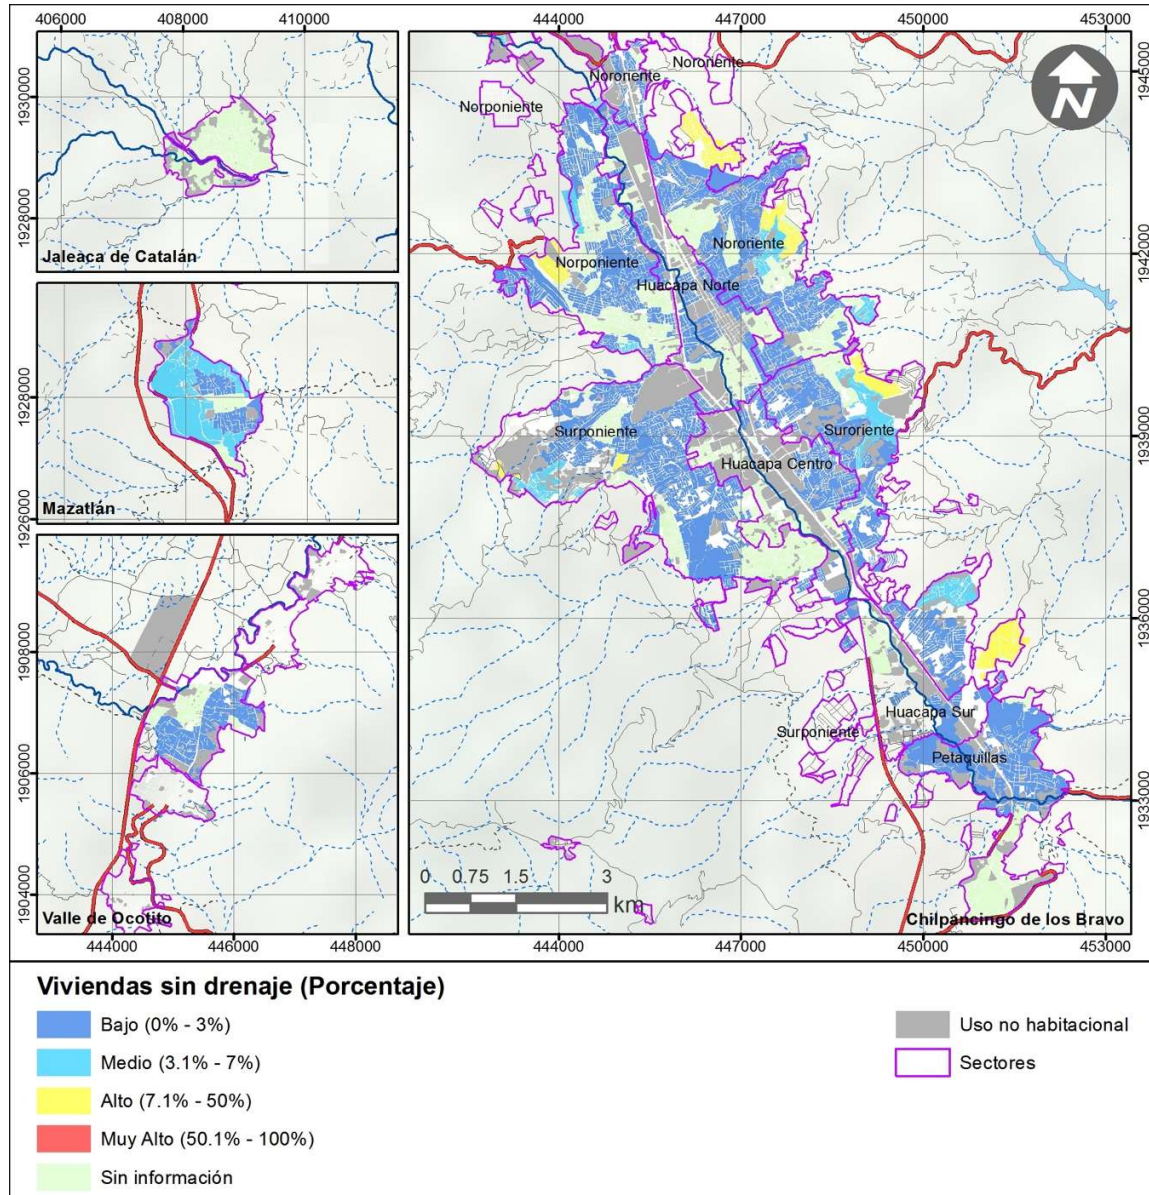 406000 408000 410000
1930000
1928000
Jaleaca de Catalán
1928000
1926000
Mazatlán
1908000
1906000
1904000
Valle de Ocotito
444000 446000 448000
444000 447000 450000 453000
1945000
1942000
1939000
1936000
1933000
Nororiente
Nororiente
Norponiente
Nororiente
Norponiente
Huacapa Norte
Surponiente
Suroriente
Huacapa Centro
Huacapa Sur
Surponiente
Petaquillas
N
0 0.75 1.5 3
km
Chilpancingo de los Bravo
444000 447000 450000 453000
Viviendas sin drenaje (Porcentaje)
Bajo (0% - 3%)
Medio (3.1% - 7%)
Alto (7.1% - 50%)
Muy Alto (50.1% - 100%)
Sin información
Uso no habitacional
Sectores